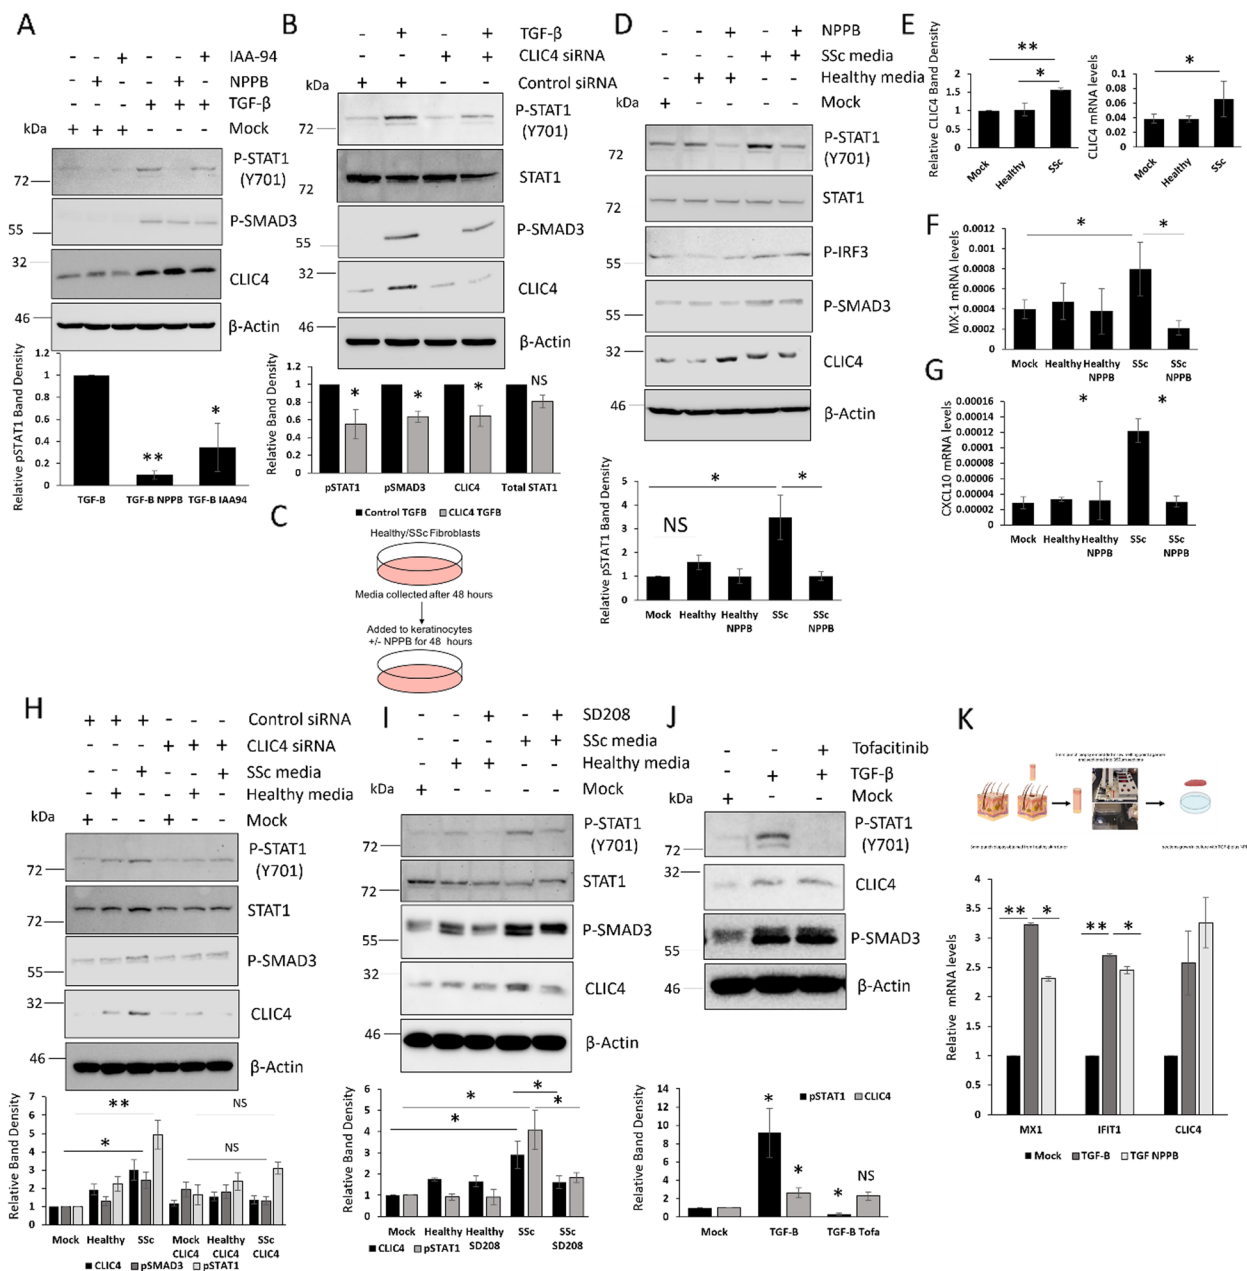 A
- - + - - + IAA-94
- + - - + - NPPB
- - - + + + TGF-β
kDa + + + - - - Mock
72 P-STAT1 (Y701)
55 P-SMAD3
32 CLIC4
46 β-Actin
Relative pSTAT1 Band Density
1.2
1
0.8
0.6
0.4
0.2
0
** *
TGF-B TGF-B NPPB TGF-B IAA94
B
- + - + TGF-β
- - + + CLIC4 siRNA
kDa + + - - Control siRNA
72 P-STAT1 (Y701)
72 STAT1
55 P-SMAD3
32 CLIC4
46 β-Actin
Relative Band Density
1.2
1
0.8
0.6
0.4
0.2
0
* * * NS
pSTAT1 pSMAD3 CLIC4 Total STAT1
Control TGFB CLIC4 TGFB
C
Healthy/SSc Fibroblasts
Media collected after 48 hours
Added to keratinocytes
+/- NPPB for 48 hours
D
- - + - + NPPB
- - - + + SSc media
- + + - - Healthy media
kDa + - - - - Mock
72 P-STAT1 (Y701)
72 STAT1
55 P-IRF3
55 P-SMAD3
32 CLIC4
46 β-Actin
Relative pSTAT1 Band Density
5
4
3
2
1
0
NS * *
Mock Healthy Healthy NPPB SSc SSc NPPB
E
Relative CLIC4 Band Density
2
1.5
1
0.5
0
** *
Mock Healthy SSc
CLIC4 mRNA levels
0.1
0.08
0.06
0.04
0.02
0.00
*
Mock Healthy SSc
F
MX-1 mRNA levels
0.0012
0.001
0.0008
0.0006
0.0004
0.0002
0
* *
Mock Healthy Healthy NPPB SSc SSc NPPB
G
CXCL10 mRNA levels
0.00016
0.00014
0.00012
0.0001
0.00008
0.00006
0.00004
0.00002
0
* *
Mock Healthy Healthy NPPB SSc SSc NPPB
H
+ + + - - - Control siRNA
- - - + + + CLIC4 siRNA
- - + - - + SSc media
- + - - + - Healthy media
kDa + - - + - - Mock
72 P-STAT1 (Y701)
72 STAT1
55 P-SMAD3
32 CLIC4
46 β-Actin
Relative Band Density
7
6
5
4
3
2
1
0
** * NS NS
Mock Healthy SSc Mock CLIC4 Healthy CLIC4 SSc CLIC4
CLIC4 pSMAD3 pSTAT1
I
- - + - + SD208
- - - + + SSc media
- + + - - Healthy media
kDa + - - - - Mock
72 P-STAT1 (Y701)
72 STAT1
55 P-SMAD3
32 CLIC4
46 β-Actin
Relative Band Density
6
5
4
3
2
1
0
* * * *
Mock Healthy Healthy SD208 SSc SSc SD208
CLIC4 pSTAT1
J
- - + Tofacitinib
- + + TGF-β
kDa + - - Mock
72 P-STAT1 (Y701)
32 CLIC4
55 P-SMAD3
46 β-Actin
Relative Band Density
14
12
10
8
6
4
2
0
* * * NS
pSTAT1 CLIC4
Mock TGF-B TGF-B Tofa
K
Relative mRNA levels
4
3.5
3
2.5
2
1.5
1
0.5
0
** * ** *
MX1 IFIT1 CLIC4
Mock TGF-B TGF NPPB